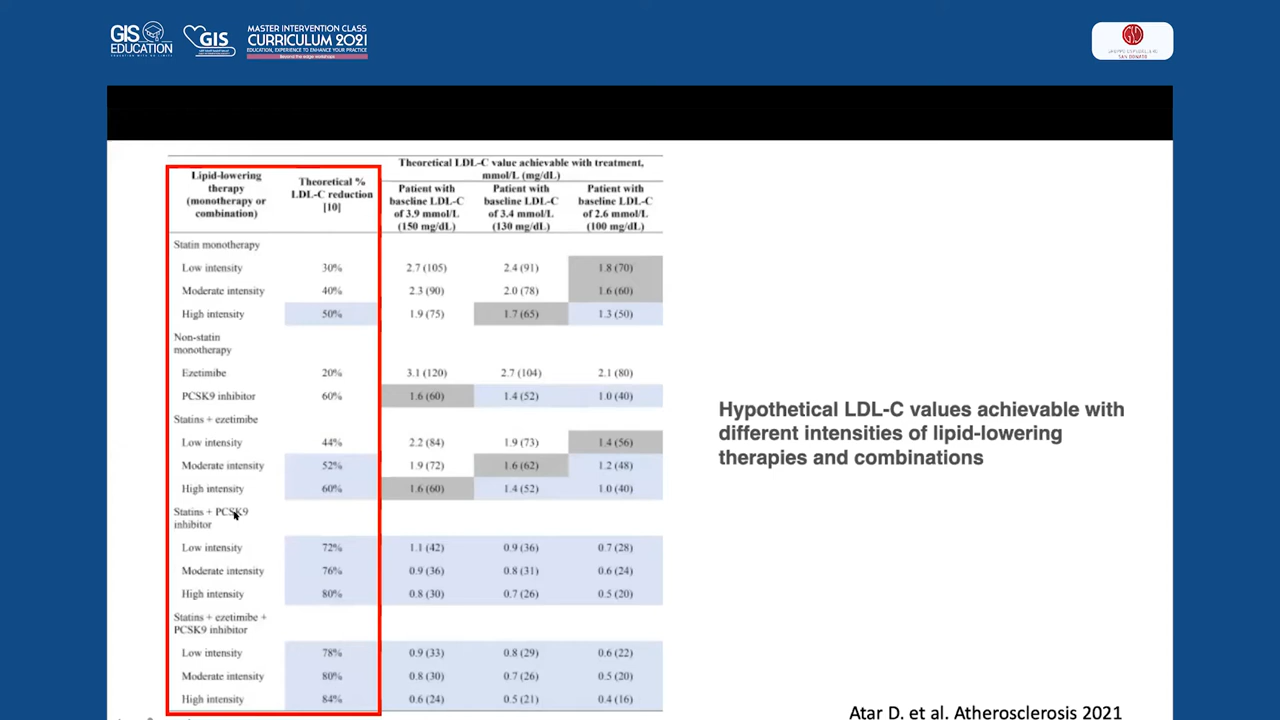 GIS
EDUCATION
GIS
MASTER INTERVENTION CLASS
CURRICULUM 2021
EDUCATION, EXPERIENCE TO ENHANCE YOUR PRACTICE
Beyond the edge workshops
SAN DONATO
Lipid-lowering therapy (monotherapy or combination) Theoretical % LDL-C reduction [10] Theoretical LDL-C value achievable with treatment, mmol/L (mg/dL)
Patient with baseline LDL-C of 3.9 mmol/L (150 mg/dL) Patient with baseline LDL-C of 3.4 mmol/L (130 mg/dL) Patient with baseline LDL-C of 2.6 mmol/L (100 mg/dL)
Statin monotherapy
Low intensity 30% 2.7 (105) 2.4 (91) 1.8 (70)
Moderate intensity 40% 2.3 (90) 2.0 (78) 1.6 (60)
High intensity 50% 1.9 (75) 1.7 (65) 1.3 (50)
Non-statin
monotherapy
Ezetimibe 20% 3.1 (120) 2.7 (104) 2.1 (80)
PCSK9 inhibitor 60% 1.6 (60) 1.4 (52) 1.0 (40)
Statins + ezetimibe
Low intensity 44% 2.2 (84) 1.9 (73) 1.4 (56)
Moderate intensity 52% 1.9 (72) 1.6 (62) 1.2 (48)
High intensity 60% 1.6 (60) 1.4 (52) 1.0 (40)
Statins + PCSK9
inhibitor
Low intensity 72% 1.1 (42) 0.9 (36) 0.7 (28)
Moderate intensity 76% 0.9 (36) 0.8 (31) 0.6 (24)
High intensity 80% 0.8 (30) 0.7 (26) 0.5 (20)
Statins + ezetimibe +
PCSK9 inhibitor
Low intensity 78% 0.9 (33) 0.8 (29) 0.6 (22)
Moderate intensity 80% 0.8 (30) 0.7 (26) 0.5 (20)
High intensity 84% 0.6 (24) 0.5 (21) 0.4 (16)
Hypothetical LDL-C values achievable with
different intensities of lipid-lowering
therapies and combinations
Atar D. et al. Atherosclerosis 2021